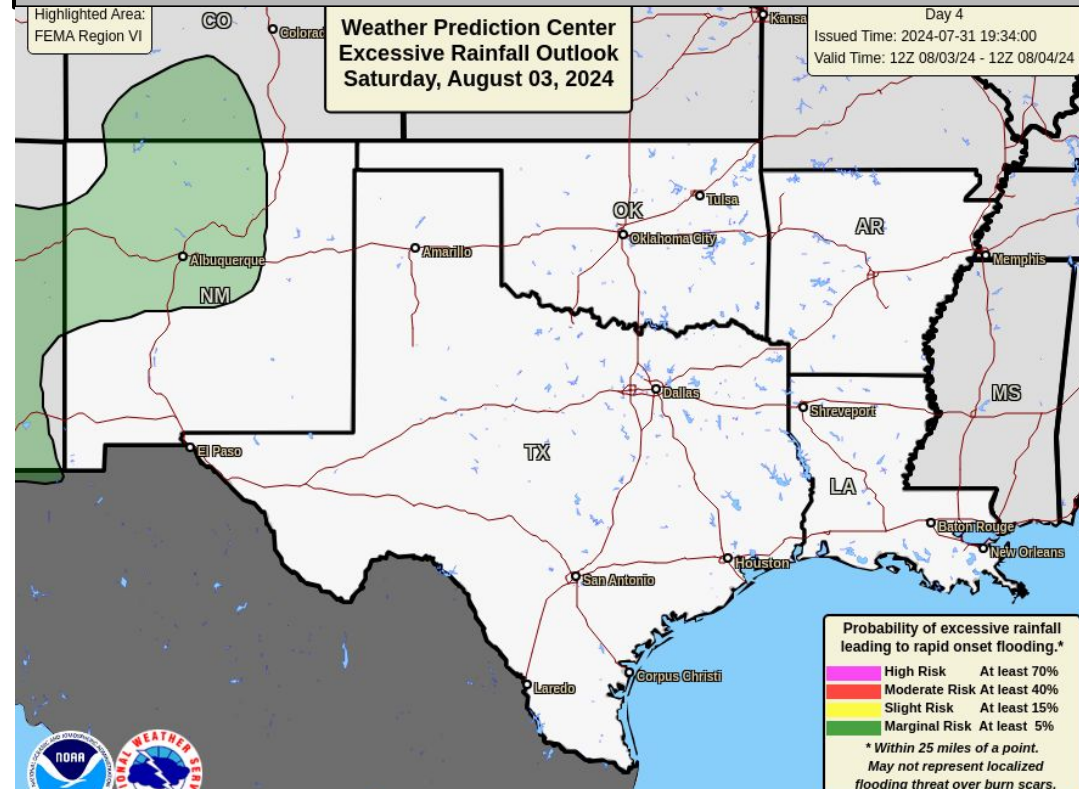 Highlighted Area:
FEMA Region VI
Weather Prediction Center
Excessive Rainfall Outlook
Saturday, August 03, 2024
Day 4
Issued Time: 2024-07-31 19:34:00
Valid Time: 12Z 08/03/24 - 12Z 08/04/24
CO
Colorad
Kansa
Tulsa
OK
Oklahoma City
AR
Amarillo
Albuquerque
Memphis
NM
Dallas
MS
Shreveport
El Paso
TX
LA
Baton Rouge
New Orleans
Houston
San Antonio
Corpus Christi
Laredo
Probability of excessive rainfall
leading to rapid onset flooding.*
High Risk At least 70%
Moderate Risk At least 40%
Slight Risk At least 15%
Marginal Risk At least 5%
* Within 25 miles of a point.
May not represent localized
flooding threat over burn scars.
NOAA
ONAL WEATHER SERV